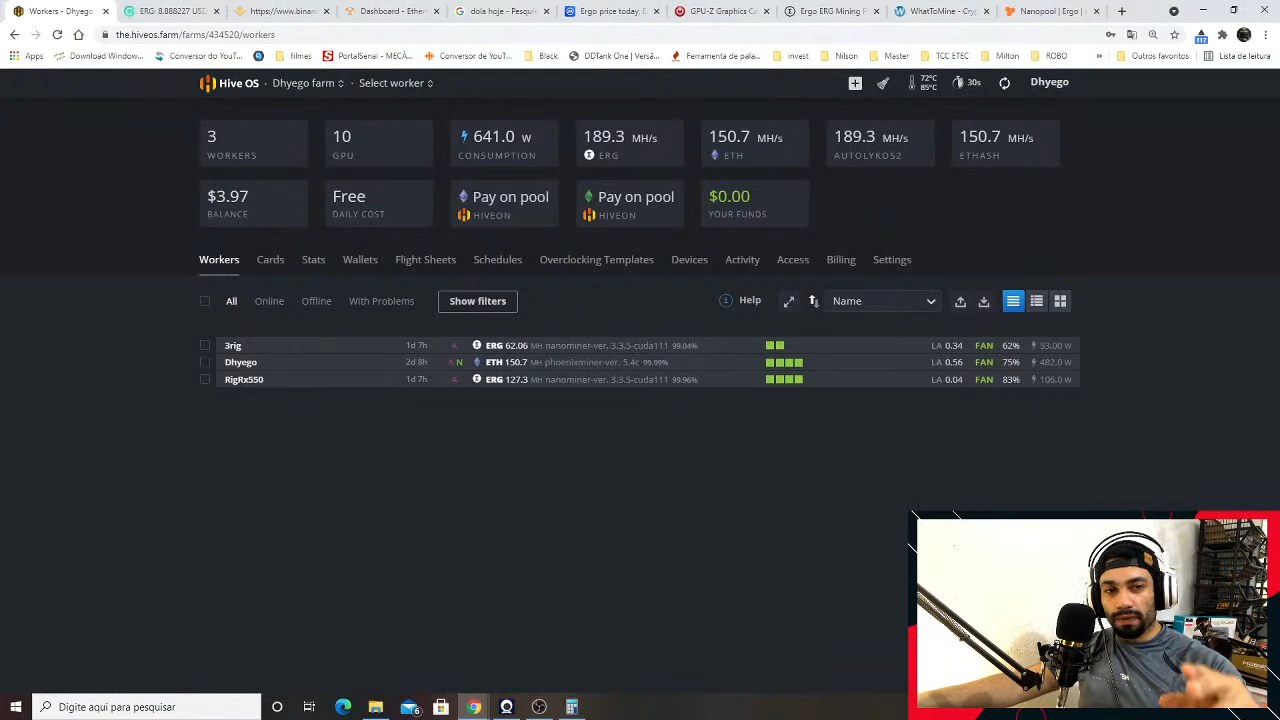 Workers - Dhyego
ERG: 8.888227 USD
https://www.binan
Dashboard - Ether
dola hoje - Pesquis
Ergo price today, E
GPU-Z Graphics Ca
Ergo ERG Mining P
WhatToMine - Cryp
Nanopool | Ergo |
the.hiveos.farm/farms/434520/workers
117
Apps
Download Window...
Conversor de YouT...
filmes
PortalSenai — MECÂ...
Conversor de YouT...
Black
DDTank One | Versã...
Ferramenta de pala...
invest
Nilson
Master
TCC ETEC
Milton
ROBO
Outros favoritos
Lista de leitura
Hive OS Dhyego farm Select worker
72°C
85°C
30s
Dhyego
3
WORKERS
10
GPU
641.0 W
CONSUMPTION
189.3 MH/s
ERG
150.7 MH/s
ETH
189.3 MH/s
AUTOLYKOS2
150.7 MH/s
ETHASH
$3.97
BALANCE
Free
DAILY COST
Pay on pool
HIVEON
Pay on pool
HIVEON
$0.00
YOUR FUNDS
Workers Cards Stats Wallets Flight Sheets Schedules Overclocking Templates Devices Activity Access Billing Settings
All Online Offline With Problems Show filters Help Name
3rig 1d 7h A ERG 62.06 MH nanominer-ver. 3.3.5-cuda111 99.04% LA 0.34 FAN 62% 53.00 W
Dhyego 2d 8h A N ETH 150.7 MH phoenixminer-ver. 5.4c 99.99% LA 0.56 FAN 75% 482.0 W
RigRx550 1d 7h A ERG 127.3 MH nanominer-ver. 3.3.5-cuda111 99.96% LA 0.04 FAN 83% 106.0 W
Digite aqui para pesquisar
6